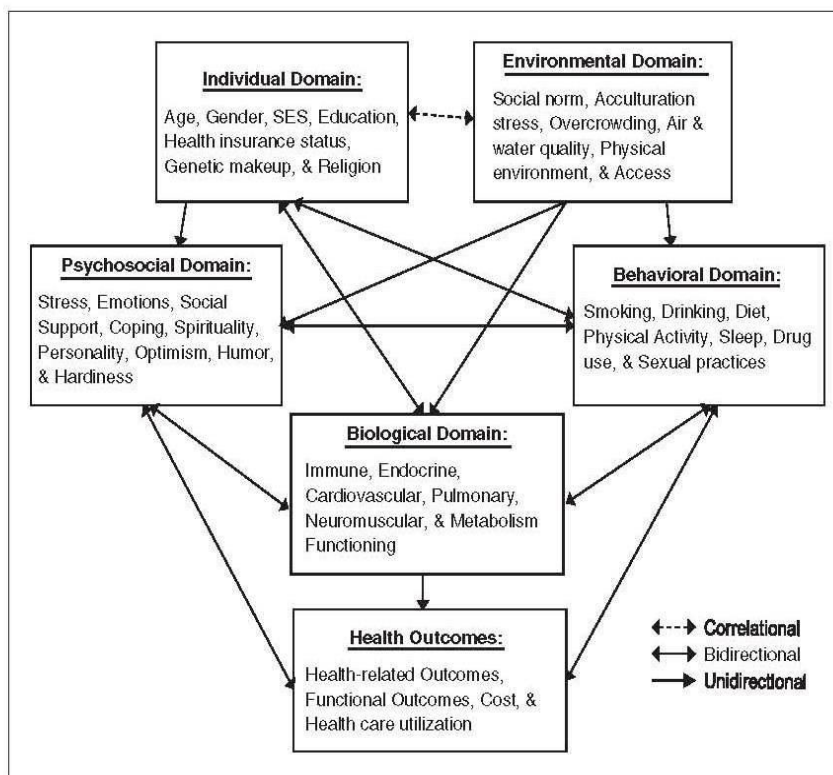 Individual Domain:
Age, Gender, SES, Education,
Health insurance status,
Genetic makeup, & Religion
Environmental Domain:
Social norm, Acculturation
stress, Overcrowding, Air &
water quality, Physical
environment, & Access
Psychosocial Domain:
Stress, Emotions, Social
Support, Coping, Spirituality,
Personality, Optimism, Humor,
& Hardiness
Behavioral Domain:
Smoking, Drinking, Diet,
Physical Activity, Sleep, Drug
use, & Sexual practices
Biological Domain:
Immune, Endocrine,
Cardiovascular, Pulmonary,
Neuromuscular, & Metabolism
Functioning
Health Outcomes:
Health-related Outcomes,
Functional Outcomes, Cost, &
Health care utilization
Correlational
Bidirectional
Unidirectional